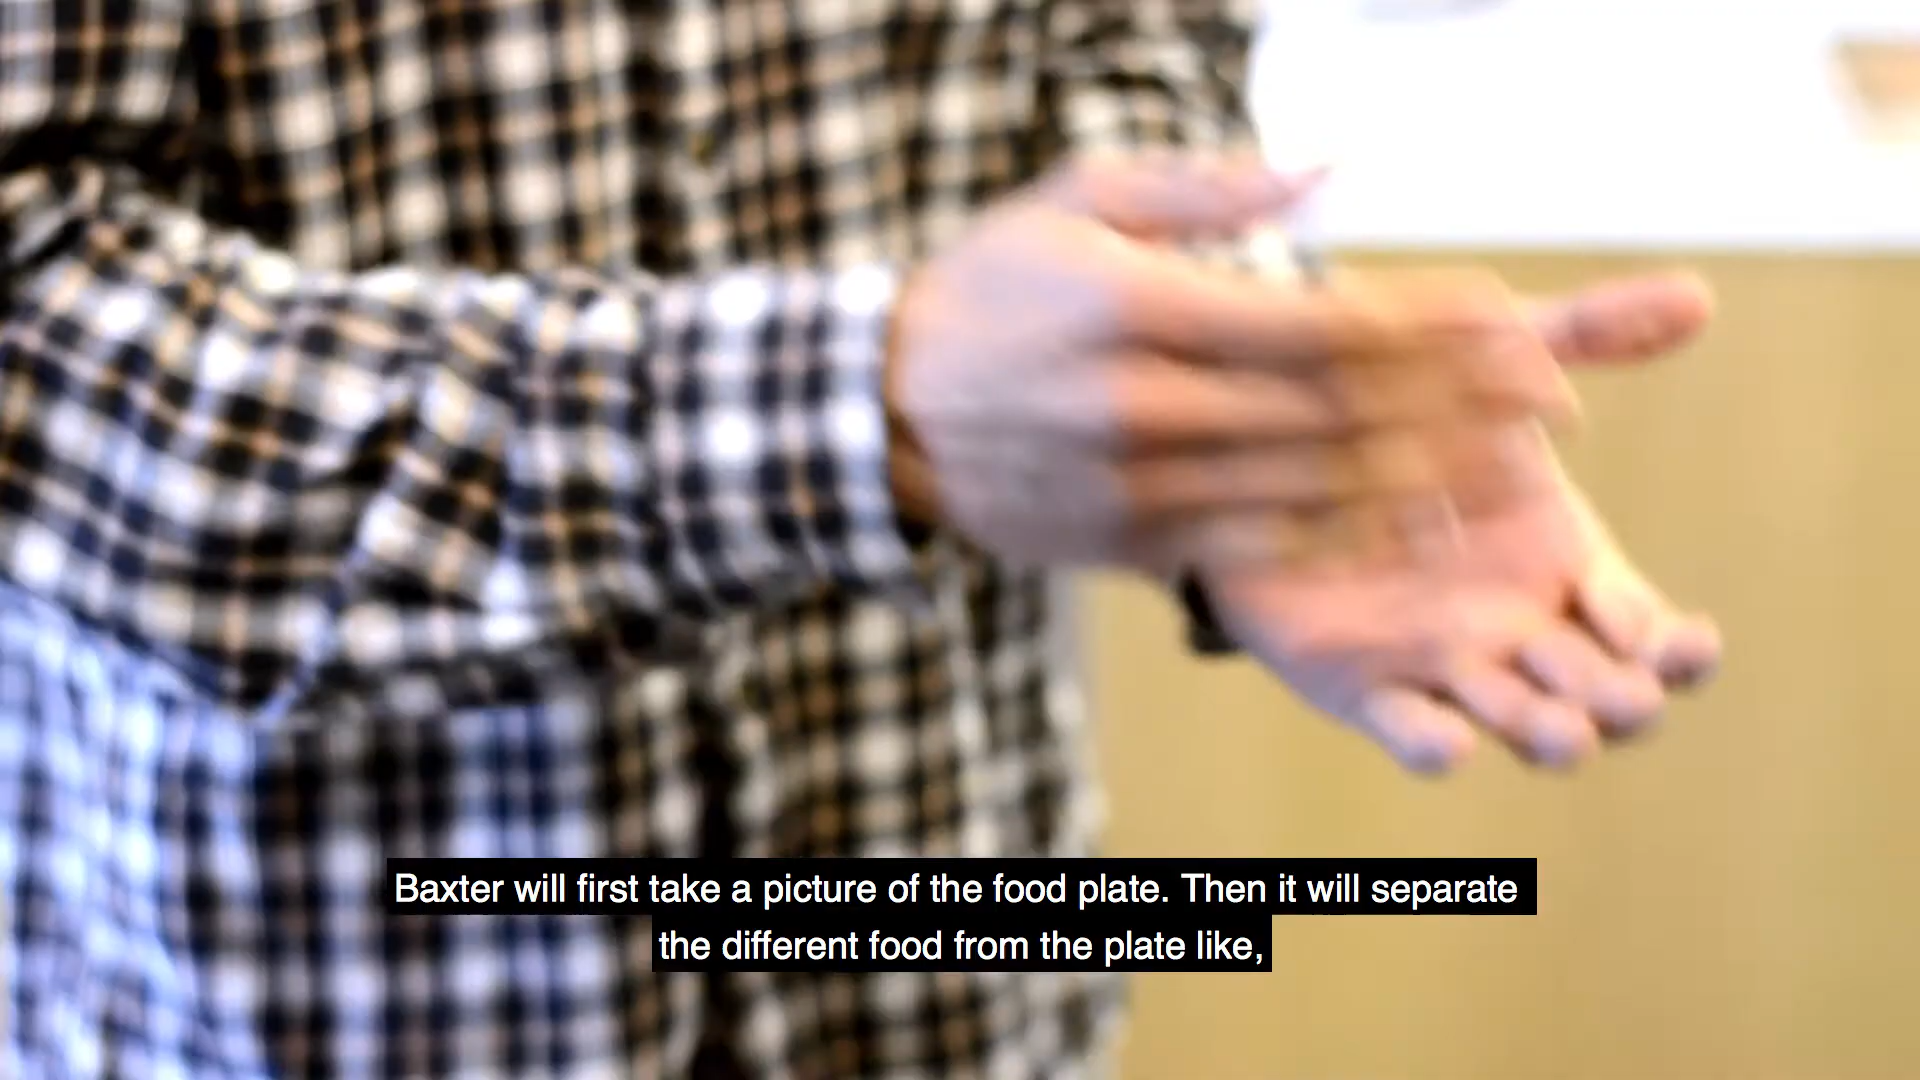 Baxter will first take a picture of the food plate. Then it will separate
the different food from the plate like,